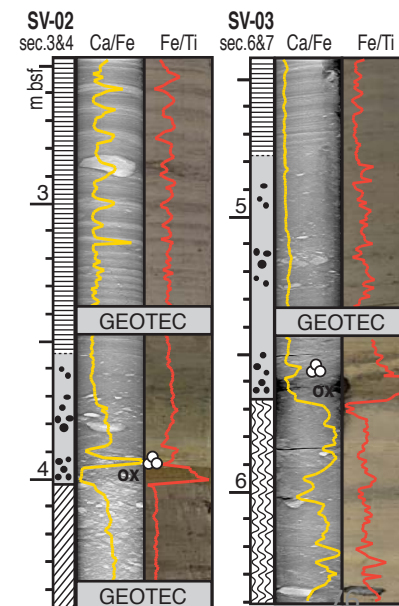 SV-02
sec.3&4 Ca/Fe Fe/Ti
m bsf
3
GEOTEC
ox
4
GEOTEC
SV-03
sec.6&7 Ca/Fe Fe/Ti
5
GEOTEC
ox
6